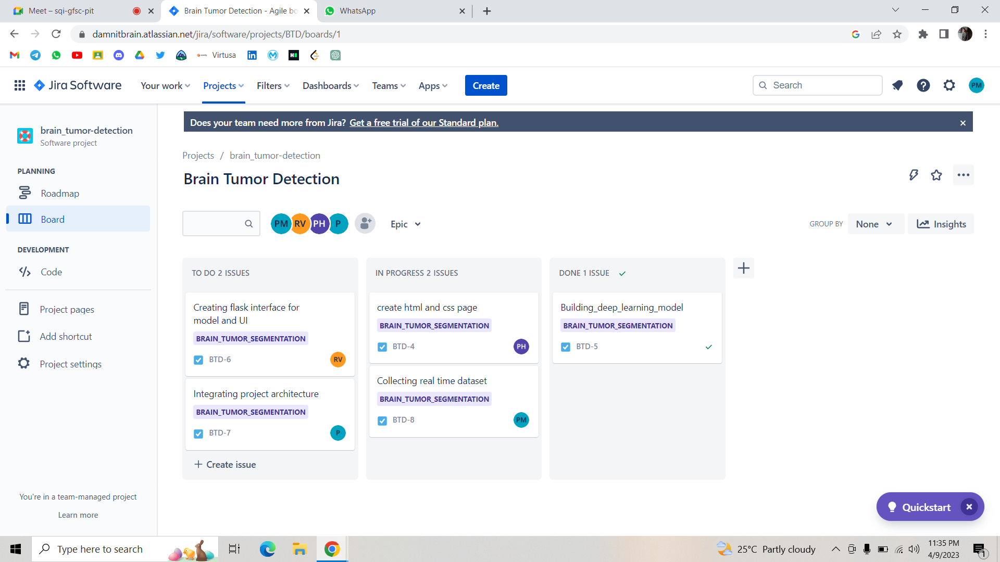 Meet – sqi-gfsc-pit
Brain Tumor Detection - Agile bo
WhatsApp
damnitbrain.atlassian.net/jira/software/projects/BTD/boards/1
Virtusa
Jira Software
Your work
Projects
Filters
Dashboards
Teams
Apps
Create
Search
PM
brain_tumor-detection
Software project
Does your team need more from Jira? Get a free trial of our Standard plan.
Projects / brain_tumor-detection
Brain Tumor Detection
PLANNING
Roadmap
Board
DEVELOPMENT
Code
Project pages
Add shortcut
Project settings
You're in a team-managed project
Learn more
PM RV PH P
Epic
GROUP BY
None
Insights
TO DO 2 ISSUES
Creating flask interface for
model and UI
BRAIN_TUMOR_SEGMENTATION
BTD-6
RV
Integrating project architecture
BRAIN_TUMOR_SEGMENTATION
BTD-7
P
Create issue
IN PROGRESS 2 ISSUES
create html and css page
BRAIN_TUMOR_SEGMENTATION
BTD-4
PH
Collecting real time dataset
BRAIN_TUMOR_SEGMENTATION
BTD-8
PM
DONE 1 ISSUE
Building_deep_learning_model
BRAIN_TUMOR_SEGMENTATION
BTD-5
Quickstart
Type here to search
25°C Partly cloudy
11:35 PM
4/9/2023
1